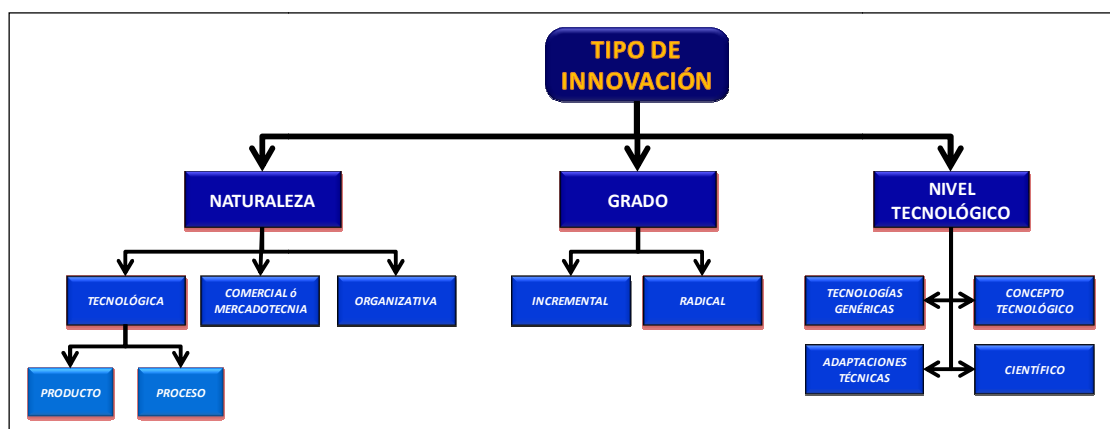 TIPO DE
INNOVACIÓN
NATURALEZA
GRADO
NIVEL
TECNOLÓGICO
TECNOLÓGICA
COMERCIAL ó
MERCADOTECNIA
ORGANIZATIVA
INCREMENTAL
RADICAL
TECNOLOGÍAS
GENÉRICAS
CONCEPTO
TECNOLÓGICO
ADAPTACIONES
TÉCNICAS
CIENTÍFICO
PRODUCTO
PROCESO